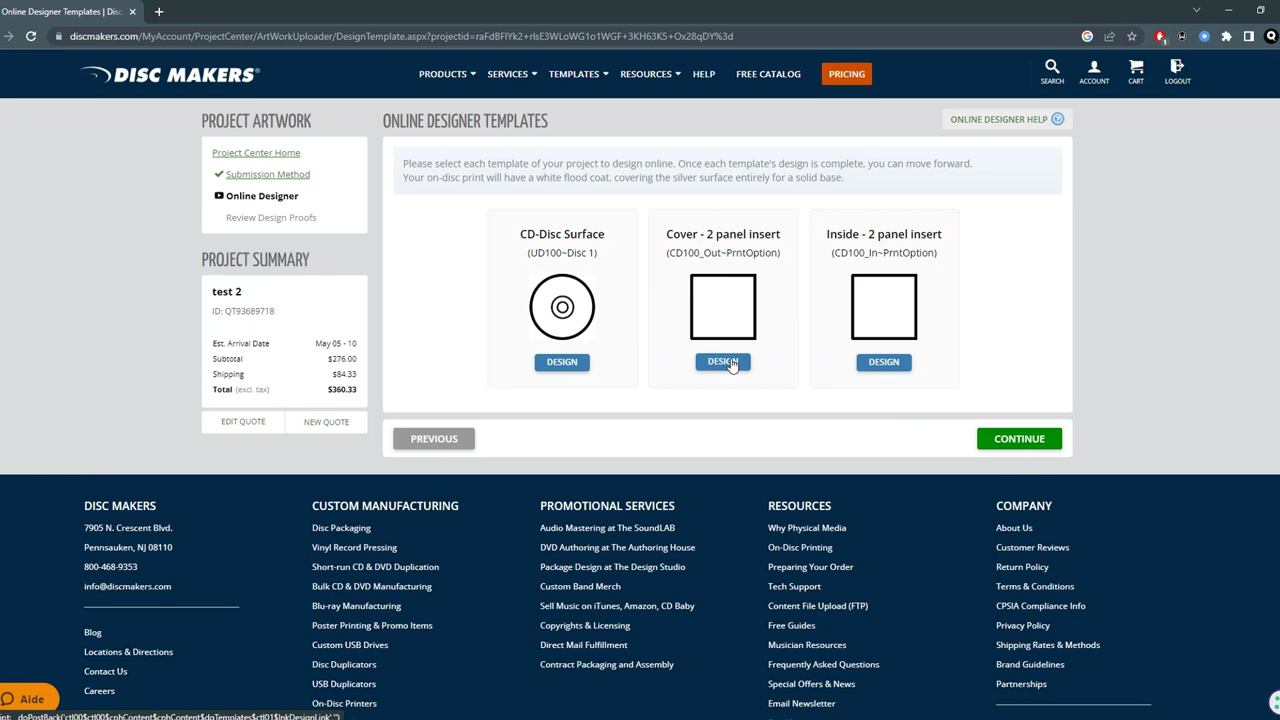 Online Designer Templates | Disc
discmakers.com/MyAccount/ProjectCenter/ArtWorkUploader/DesignTemplate.aspx?projectid=raFdBFlYk2+rlsE3WLoWG1o1WGF+3KH63K5+Ox28qDY%3d
DISC MAKERS
PRODUCTS SERVICES TEMPLATES RESOURCES HELP FREE CATALOG PRICING
SEARCH ACCOUNT CART LOGOUT
PROJECT ARTWORK
Project Center Home
Submission Method
Online Designer
Review Design Proofs
PROJECT SUMMARY
test 2
ID: QT93689718
Est. Arrival Date May 05 - 10
Subtotal $276.00
Shipping $84.33
Total (excl. tax) $360.33
EDIT QUOTE NEW QUOTE
ONLINE DESIGNER TEMPLATES
ONLINE DESIGNER HELP
Please select each template of your project to design online. Once each template's design is complete, you can move forward.
Your on-disc print will have a white flood coat, covering the silver surface entirely for a solid base.
CD-Disc Surface
(UD100~Disc 1)
DESIGN
Cover - 2 panel insert
(CD100_Out~PrntOption)
DESIGN
Inside - 2 panel insert
(CD100_In~PrntOption)
DESIGN
PREVIOUS
CONTINUE
DISC MAKERS
7905 N. Crescent Blvd.
Pennsauken, NJ 08110
800-468-9353
info@discmakers.com
Blog
Locations & Directions
Contact Us
Careers
CUSTOM MANUFACTURING
Disc Packaging
Vinyl Record Pressing
Short-run CD & DVD Duplication
Bulk CD & DVD Manufacturing
Blu-ray Manufacturing
Poster Printing & Promo Items
Custom USB Drives
Disc Duplicators
USB Duplicators
On-Disc Printers
PROMOTIONAL SERVICES
Audio Mastering at The SoundLAB
DVD Authoring at The Authoring House
Package Design at The Design Studio
Custom Band Merch
Sell Music on iTunes, Amazon, CD Baby
Copyrights & Licensing
Direct Mail Fulfillment
Contract Packaging and Assembly
RESOURCES
Why Physical Media
On-Disc Printing
Preparing Your Order
Tech Support
Content File Upload (FTP)
Free Guides
Musician Resources
Frequently Asked Questions
Special Offers & News
Email Newsletter
COMPANY
About Us
Customer Reviews
Return Policy
Terms & Conditions
CPSIA Compliance Info
Privacy Policy
Shipping Rates & Methods
Brand Guidelines
Partnerships
Aide